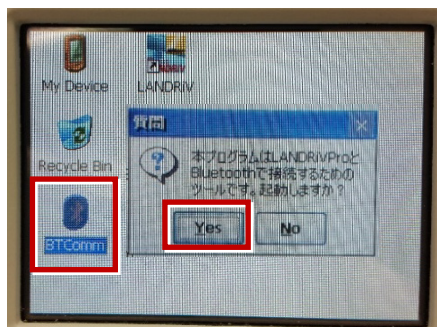 My Device
LANDRiV
Recycle Bin
BTComm
質問
本プログラムはLANDRiVProと
Bluetoothで接続するための
ツールです。起動しますか？
Yes
No